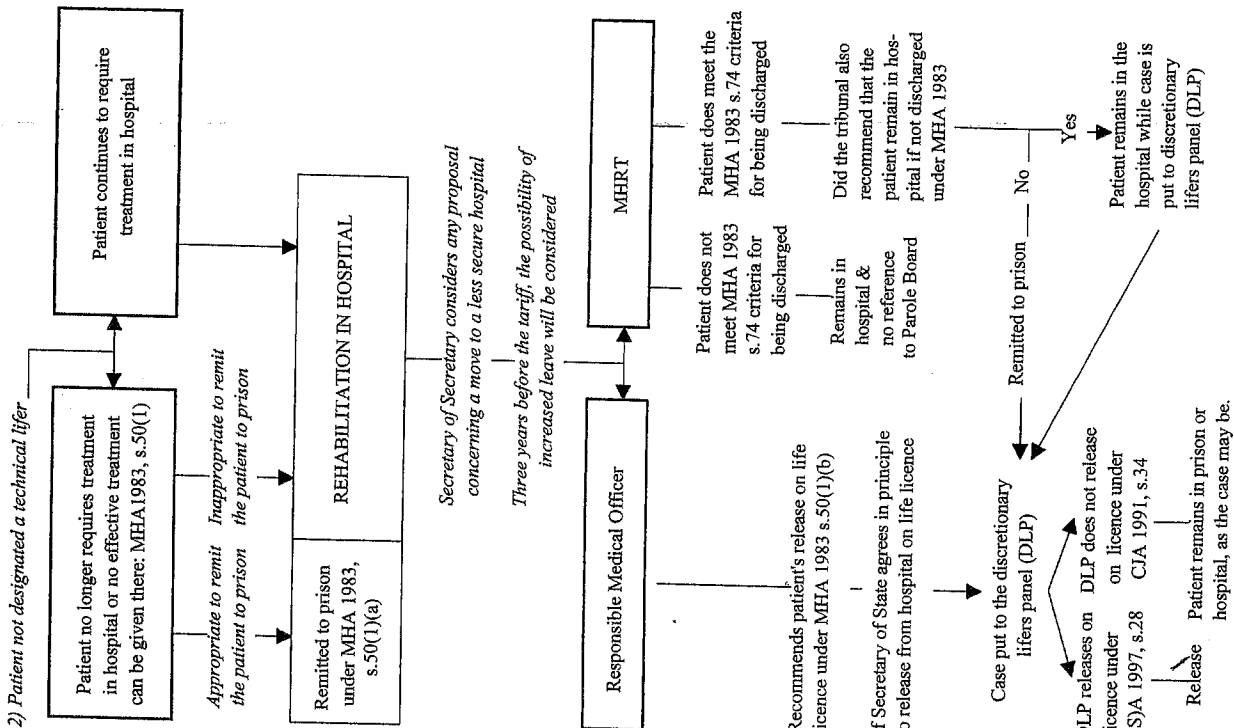 2) Patient not designated a technical lifer
Patient no longer requires treatment
in hospital or no effective treatment
can be given there: MHA1983, s.50(1)
Patient continues to require
treatment in hospital
Appropriate to remit
the patient to prison
Inappropriate to remit
the patient to prison
Remitted to prison
under MHA 1983,
s.50(1)(a)
REHABILITATION IN HOSPITAL
Secretary of Secretary considers any proposal
concerning a move to a less secure hospital
Three years before the tariff, the possibility of
increased leave will be considered
Responsible Medical Officer
MHRT
Recommends patient's release on life
licence under MHA 1983 s.50(1)(b)
f Secretary of State agrees in principle
o release from hospital on life licence
Patient does not
meet MHA 1983
s.74 criteria for
being discharged
Remains in
hospital &
no reference
to Parole Board
Patient does meet the
MHA 1983 s.74 criteria
for being discharged
Did the tribunal also
recommend that the
patient remain in hos-
pital if not discharged
under MHA 1983
Remitted to prison
No
Yes
Patient remains in the
hospital while case is
put to discretionary
lifers panel (DLP)
Case put to the discretionary
lifers panel (DLP)
DLP releases on
licence under
S)A 1997, s.28
Release
DLP does not release
on licence under
CJA 1991, s.34
Patient remains in prison or
hospital, as the case may be.